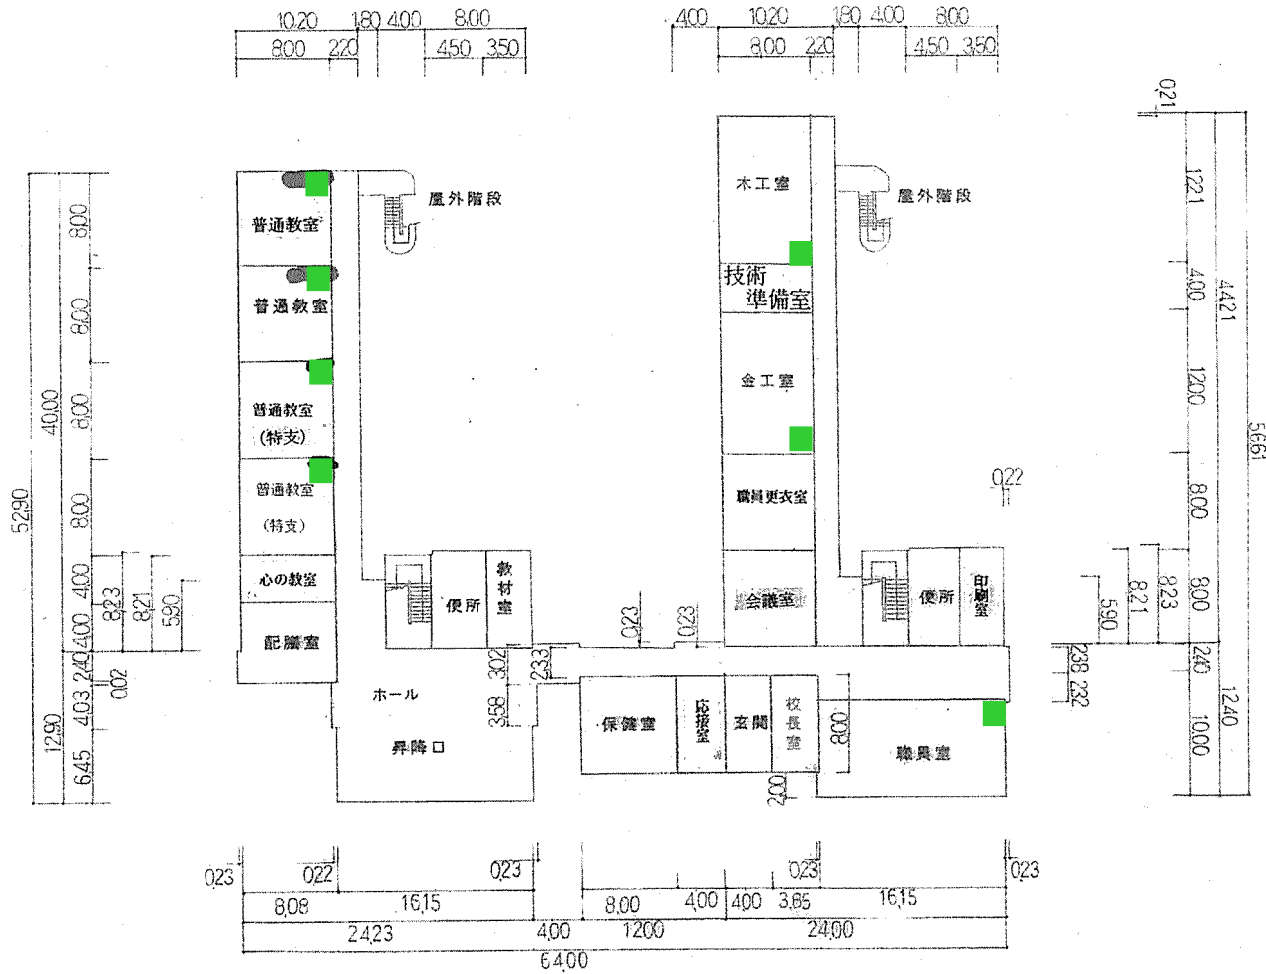 10,20 1,80 4,00 8,00
8,00 2,20 4,50 3,50
4,00 10,20 1,80 4,00 8,00
8,00 2,20 4,50 3,50
0,21
屋外階段
普通教室
普通教室
普通教室
(特支)
普通教室
(特支)
心の教室
配膳室
便所
教材室
ホール
昇降口
木工室
屋外階段
技術
準備室
金工室
職員更衣室
会議室
便所
印刷室
保健室
応接室
玄関
校長室
職員室
8,00
8,00
8,00
8,00
4,00
4,00
2,40
4,03
6,45
40,00
12,90
52,90
8,23
8,21
5,90
0,02
3,02
2,33
3,58
0,23
0,23
8,00
2,00
0,22
12,21
4,00
12,00
8,00
8,00
2,40
10,00
44,21
12,40
56,61
5,90
8,21
8,23
2,38
2,32
0,23 0,22 0,23 0,23 0,23
8,08 16,15 8,00 4,00 4,00 3,85 16,15
24,23 4,00 12,00 24,00
64,00